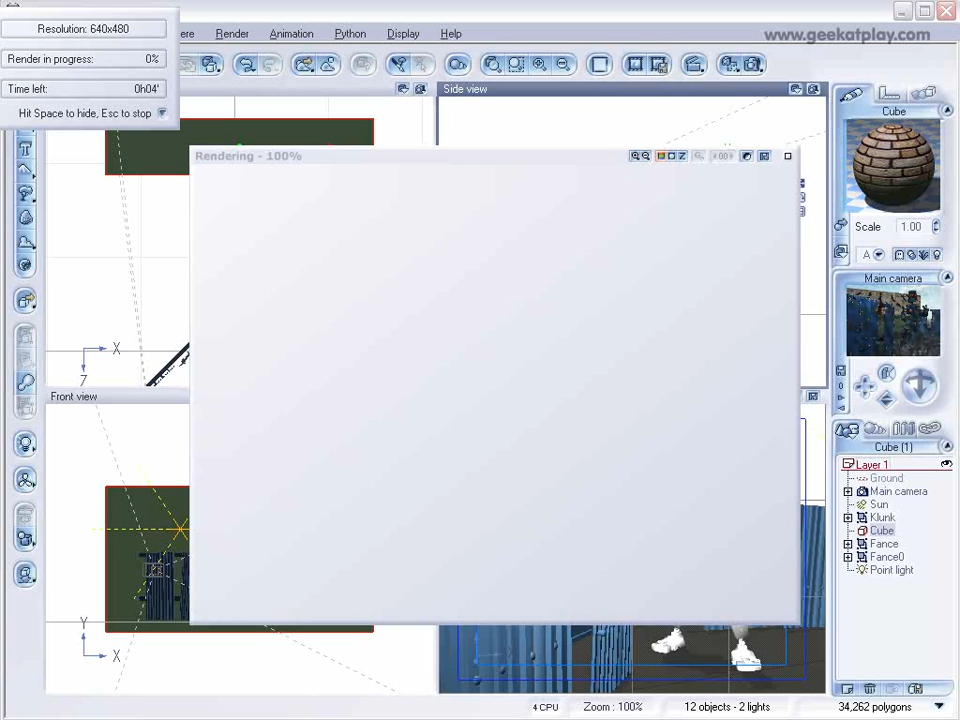 Resolution: 640x480
Render in progress: 0%
Time left: 0h04'
Hit Space to hide, Esc to stop
Render Animation Python Display Help
www.geekatplay.com
Side view
Cube
Rendering - 100%
Scale 1.00
A
Main camera
X
Z
Front view
Cube (1)
Layer 1
Ground
Main camera
Sun
Klunk
Cube
Fance
Fance0
Point light
Y
X
4 CPU Zoom : 100% 12 objects - 2 lights 34,262 polygons